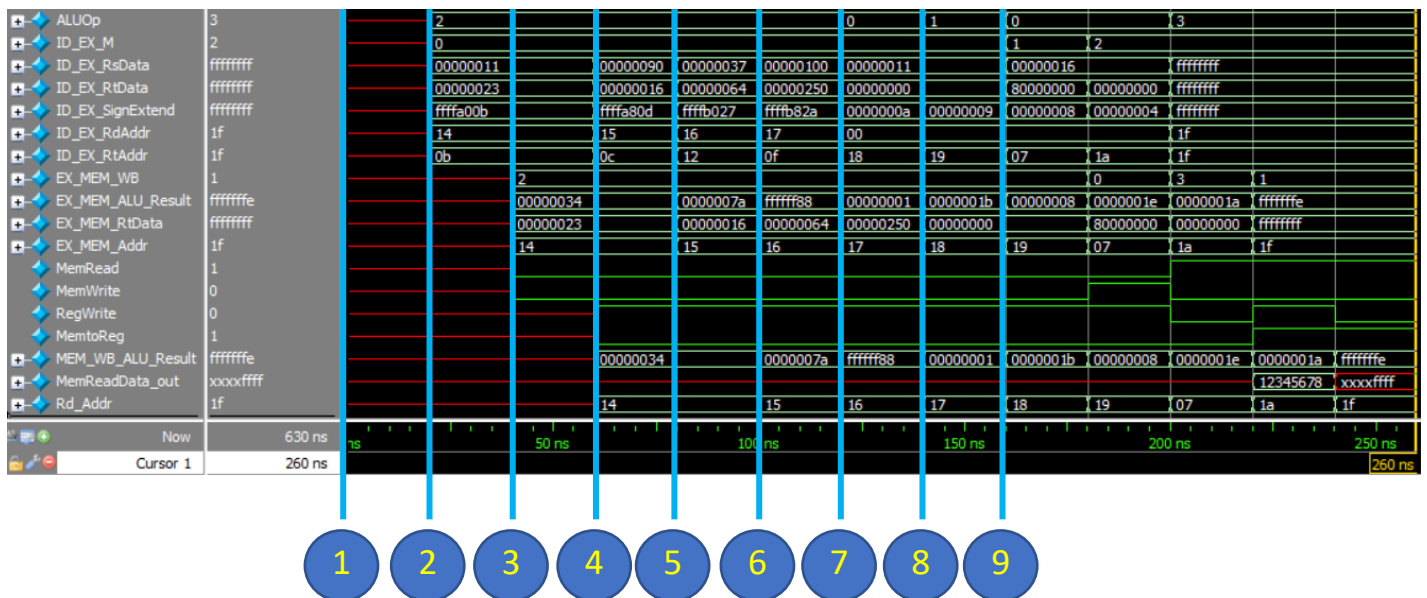 ALUOp 3 2 0 1 0 3
ID_EX_M 2 0 1 2
ID_EX_RsData ffffffff 00000011 00000090 00000037 00000100 00000011 00000016 ffffffff
ID_EX_RtData ffffffff 00000023 00000016 00000064 00000250 00000000 80000000 00000000 ffffffff
ID_EX_SignExtend ffffffff ffffa00b ffffa80d ffffb027 ffffb82a 0000000a 00000009 00000008 00000004 ffffffff
ID_EX_RdAddr 1f 14 15 16 17 00 1f
ID_EX_RtAddr 1f 0b 0c 12 0f 18 19 07 1a 1f
EX_MEM_WB 1 2 0 3 1
EX_MEM_ALU_Result fffffffe 00000034 0000007a ffffff88 00000001 0000001b 00000008 0000001e 0000001a fffffffe
EX_MEM_RtData ffffffff 00000023 00000016 00000064 00000250 00000000 80000000 00000000 ffffffff
EX_MEM_Addr 1f 14 15 16 17 18 19 07 1a 1f
MemRead 1
MemWrite 0
RegWrite 0
MemtoReg 1
MEM_WB_ALU_Result fffffffe 00000034 0000007a ffffff88 00000001 0000001b 00000008 0000001e 0000001a fffffffe
MemReadData_out xxxxffff 12345678 xxxxffff
Rd_Addr 1f 14 15 16 17 18 19 07 1a 1f
Now 630 ns ns 50 ns 100 ns 150 ns 200 ns 250 ns
Cursor 1 260 ns 260 ns
1 2 3 4 5 6 7 8 9